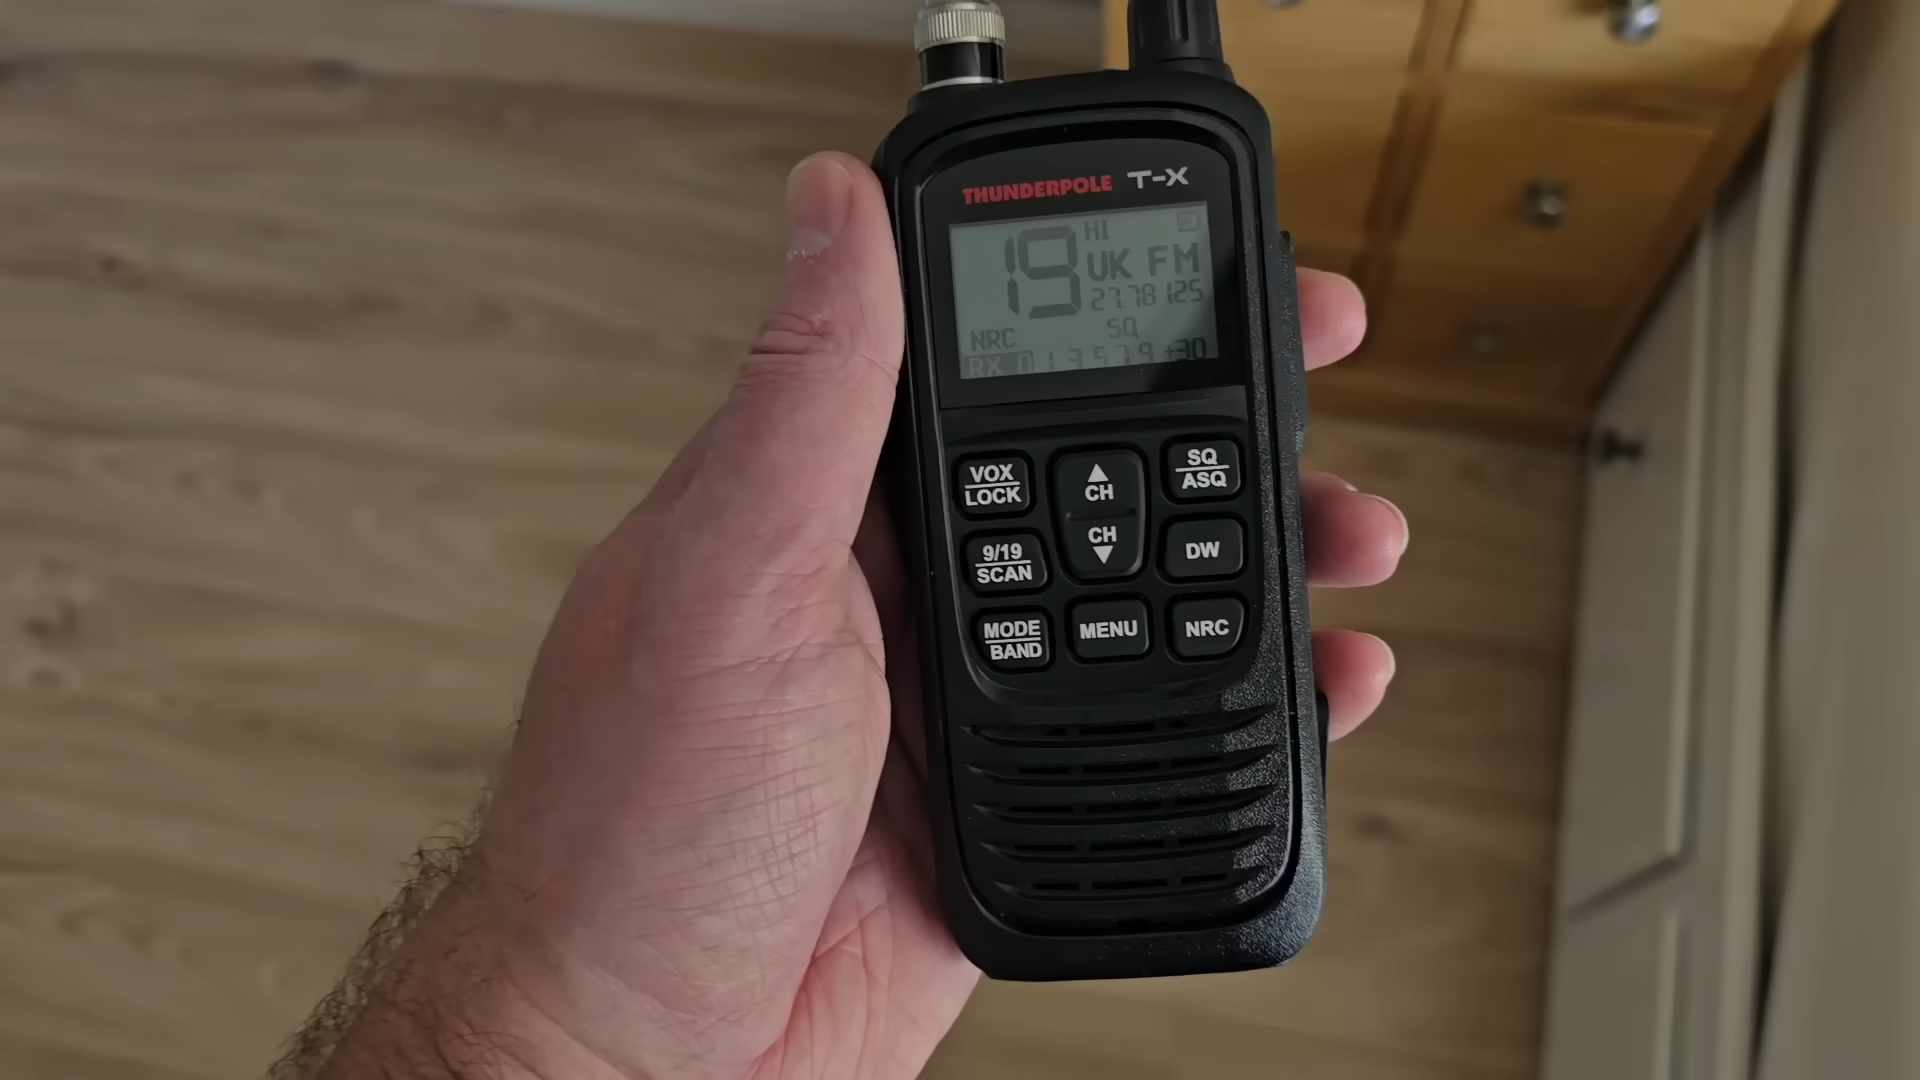 THUNDERPOLE T-X
19 HI
UK FM
27.78125
NRC SQ
RX 0 1 3 5 7 9 +30
VOX
LOCK
▲
CH
CH
▼
SQ
ASQ
9/19
SCAN
DW
MODE
BAND
MENU
NRC